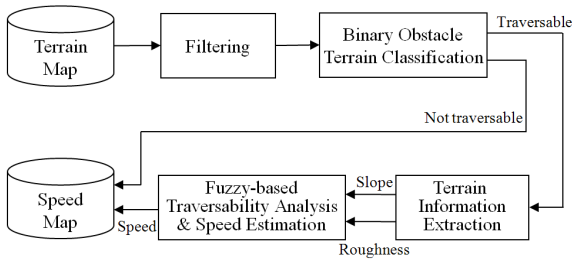 Terrain
Map
Filtering
Binary Obstacle
Terrain Classification
Traversable
Not traversable
Speed
Map
Speed
Fuzzy-based
Traversability Analysis
& Speed Estimation
Slope
Roughness
Terrain
Information
Extraction